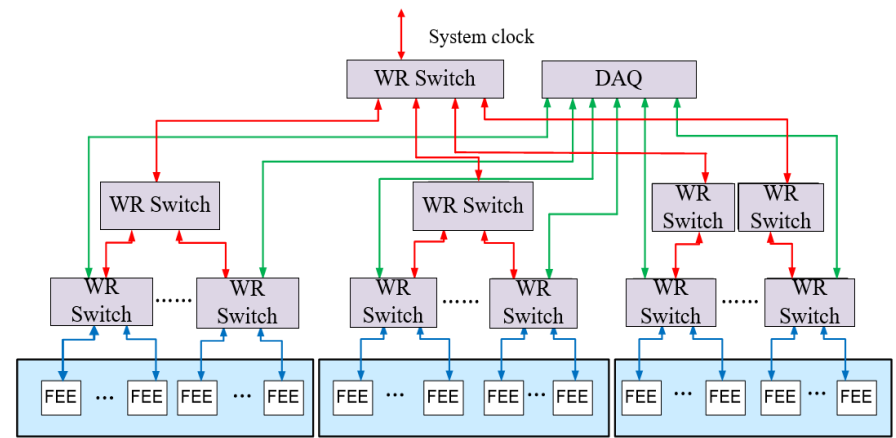 System clock
WR Switch
DAQ
WR Switch
WR Switch
WR
Switch
WR
Switch
WR
Switch
......
WR
Switch
WR
Switch
......
WR
Switch
WR
Switch
......
WR
Switch
FEE
...
FEE
FEE
...
FEE
FEE
...
FEE
FEE
...
FEE
FEE
...
FEE
FEE
...
FEE